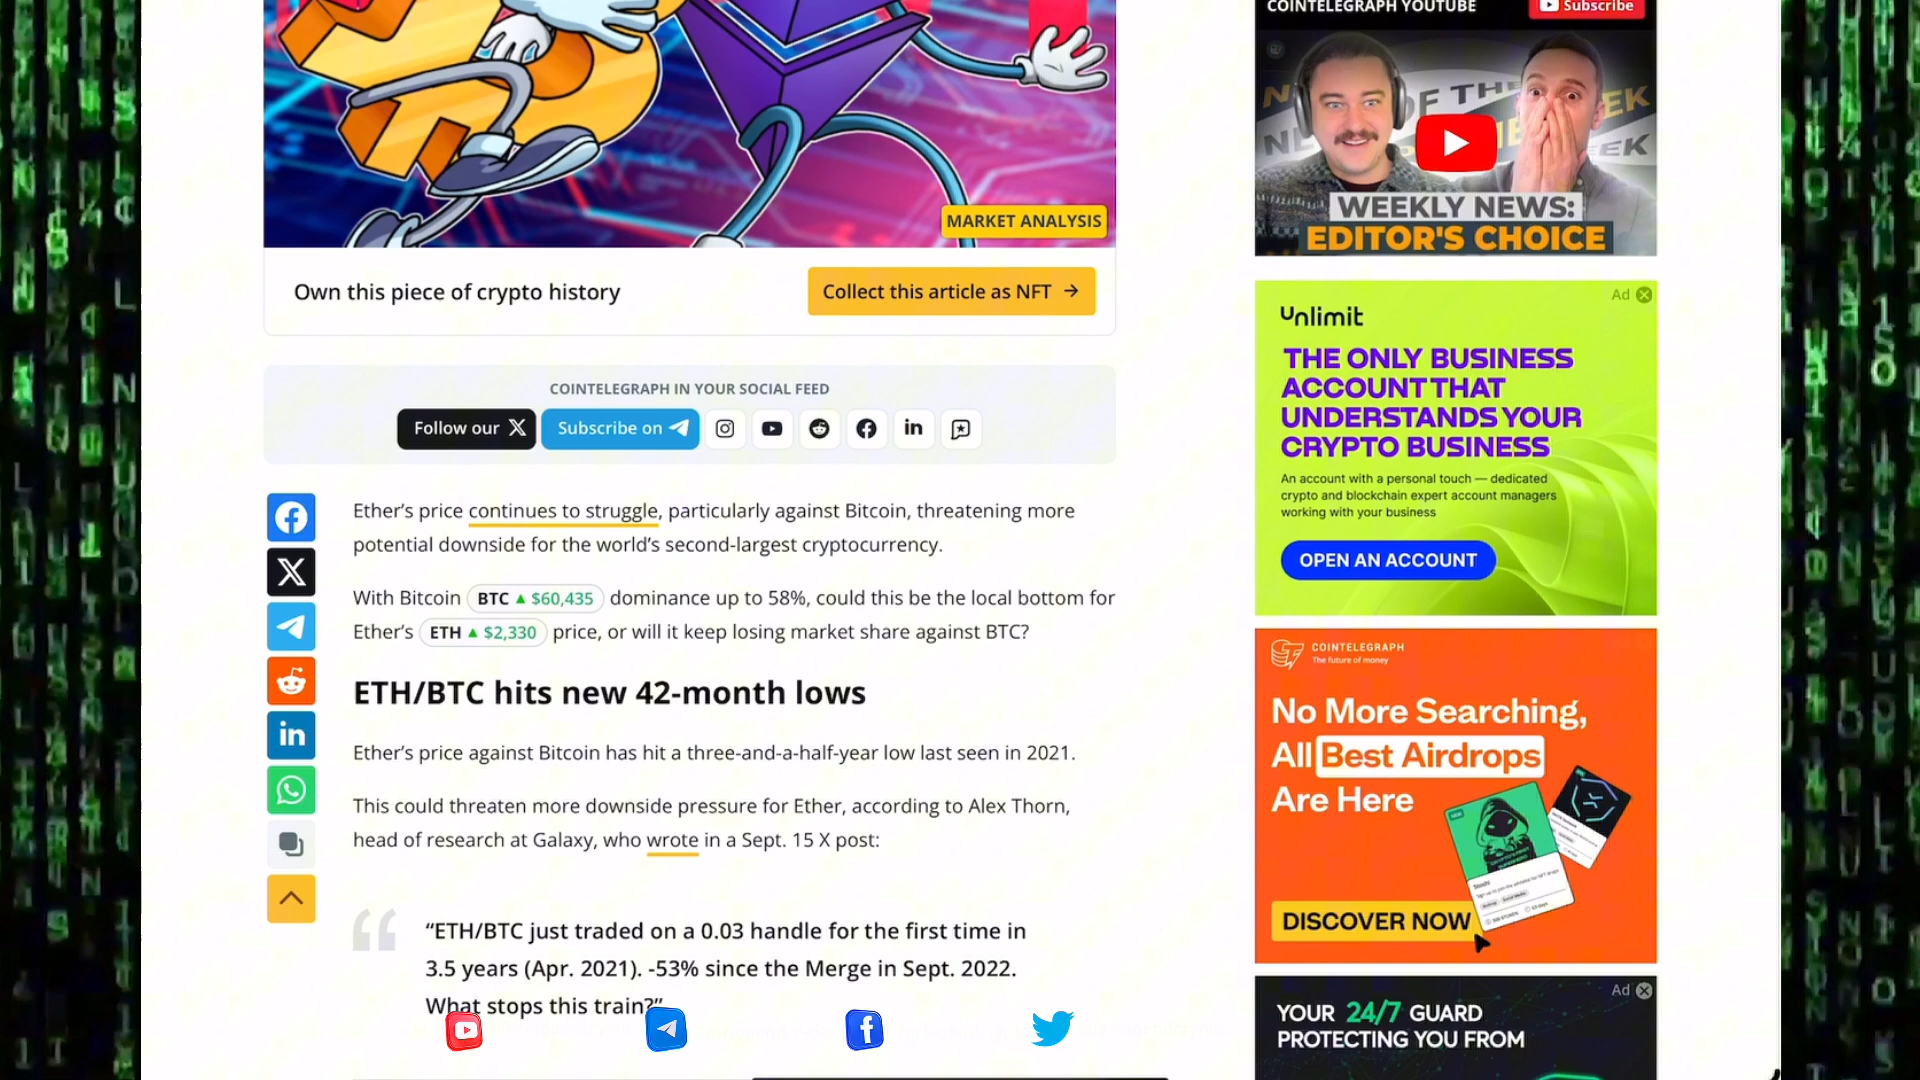 COINTELEGRAPH YOUTUBE
Subscribe
WEEKLY NEWS:
EDITOR'S CHOICE
MARKET ANALYSIS
Own this piece of crypto history
Collect this article as NFT →
COINTELEGRAPH IN YOUR SOCIAL FEED
Follow our X
Subscribe on
Ether's price continues to struggle, particularly against Bitcoin, threatening more
potential downside for the world's second-largest cryptocurrency.
With Bitcoin BTC ▲ $60,435 dominance up to 58%, could this be the local bottom for
Ether's ETH ▲ $2,330 price, or will it keep losing market share against BTC?
ETH/BTC hits new 42-month lows
Ether's price against Bitcoin has hit a three-and-a-half-year low last seen in 2021.
This could threaten more downside pressure for Ether, according to Alex Thorn,
head of research at Galaxy, who wrote in a Sept. 15 X post:
“ETH/BTC just traded on a 0.03 handle for the first time in
3.5 years (Apr. 2021). -53% since the Merge in Sept. 2022.
What stops this train?”
Ad
Unlimit
THE ONLY BUSINESS
ACCOUNT THAT
UNDERSTANDS YOUR
CRYPTO BUSINESS
An account with a personal touch — dedicated
crypto and blockchain expert account managers
working with your business
OPEN AN ACCOUNT
COINTELEGRAPH
The future of money
No More Searching,
All Best Airdrops
Are Here
DISCOVER NOW
Ad
YOUR 24/7 GUARD
PROTECTING YOU FROM